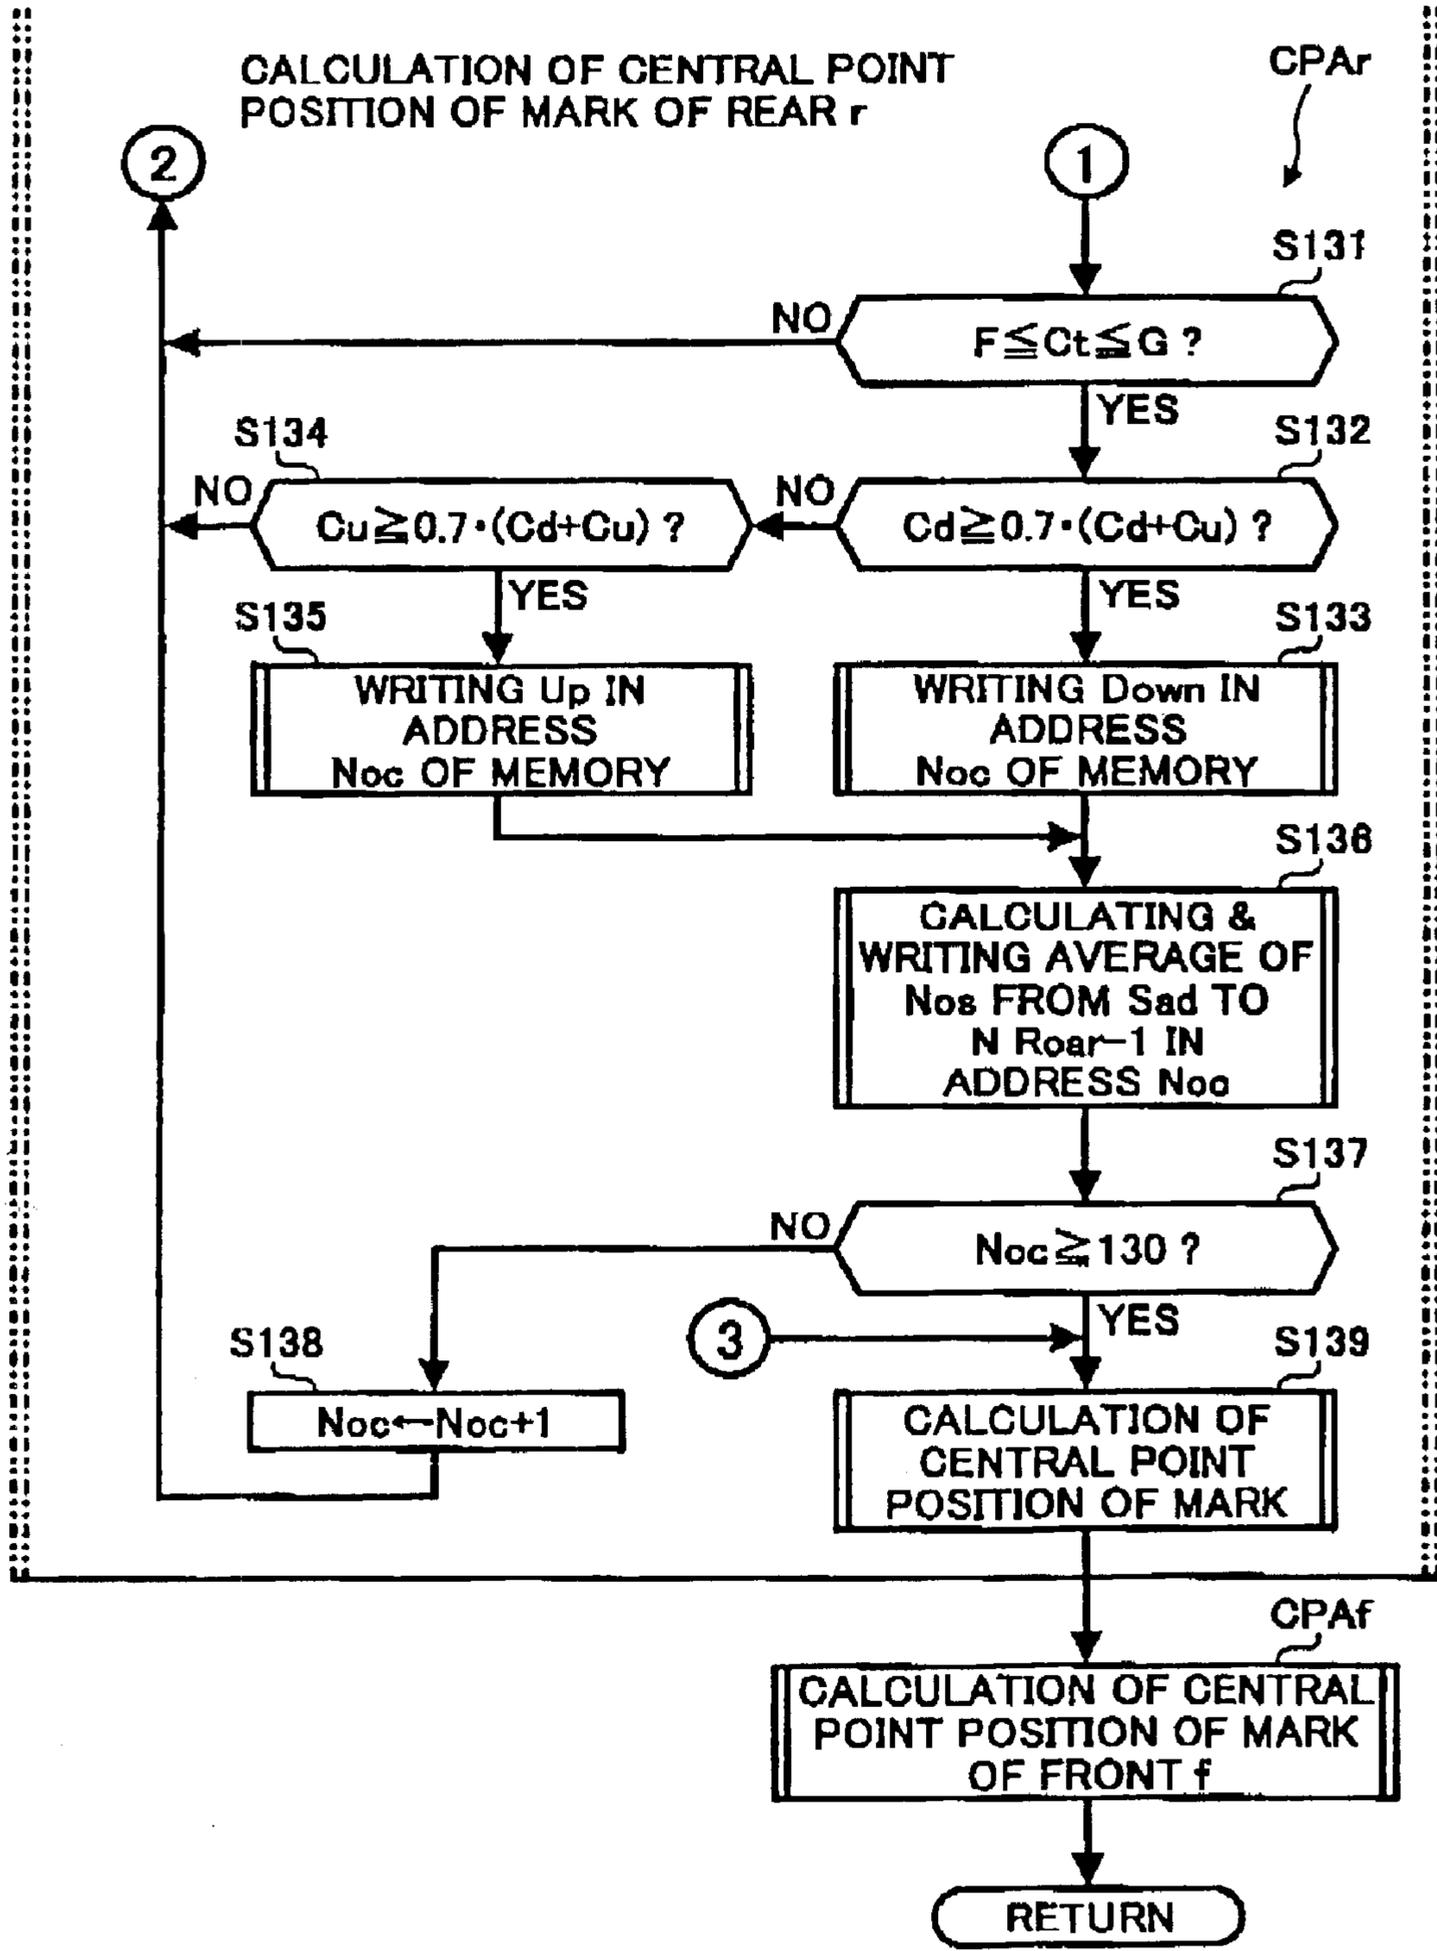 CALCULATION OF CENTRAL POINT
POSITION OF MARK OF REAR r
CPAr
2
1
S131
NO
F≦Ct≦G ?
YES
S134
S132
NO
Cu≧0.7·(Cd+Cu) ?
NO
Cd≧0.7·(Cd+Cu) ?
YES
YES
S135
S133
WRITING Up IN
ADDRESS
Noc OF MEMORY
WRITING Down IN
ADDRESS
Noc OF MEMORY
S136
CALCULATING &
WRITING AVERAGE OF
Nos FROM Sad TO
N Roar-1 IN
ADDRESS Noc
S137
NO
Noc≧130 ?
YES
3
S138
S139
Noc←Noc+1
CALCULATION OF
CENTRAL POINT
POSITION OF MARK
CPAf
CALCULATION OF CENTRAL
POINT POSITION OF MARK
OF FRONT f
RETURN